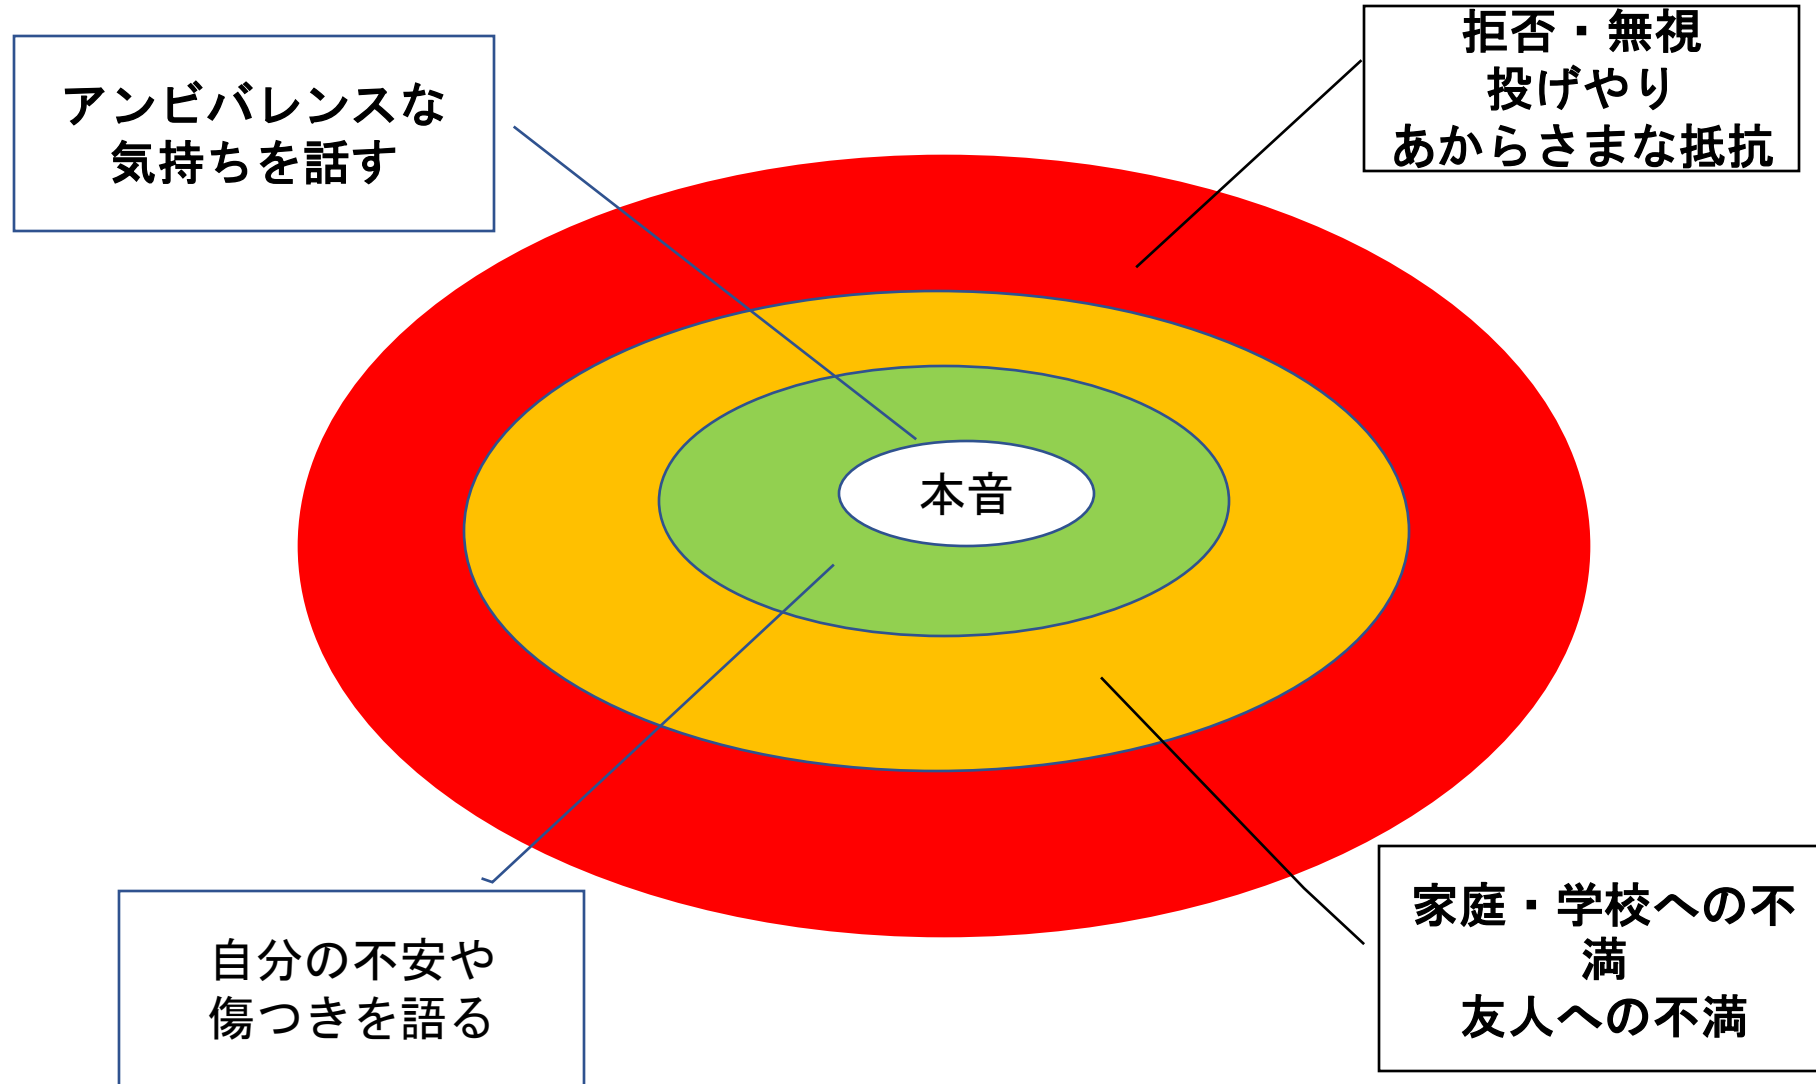 アンビバレンスな
気持ちを話す
拒否・無視
投げやり
あからさまな抵抗
本音
自分の不安や
傷つきを語る
家庭・学校への不
満
友人への不満